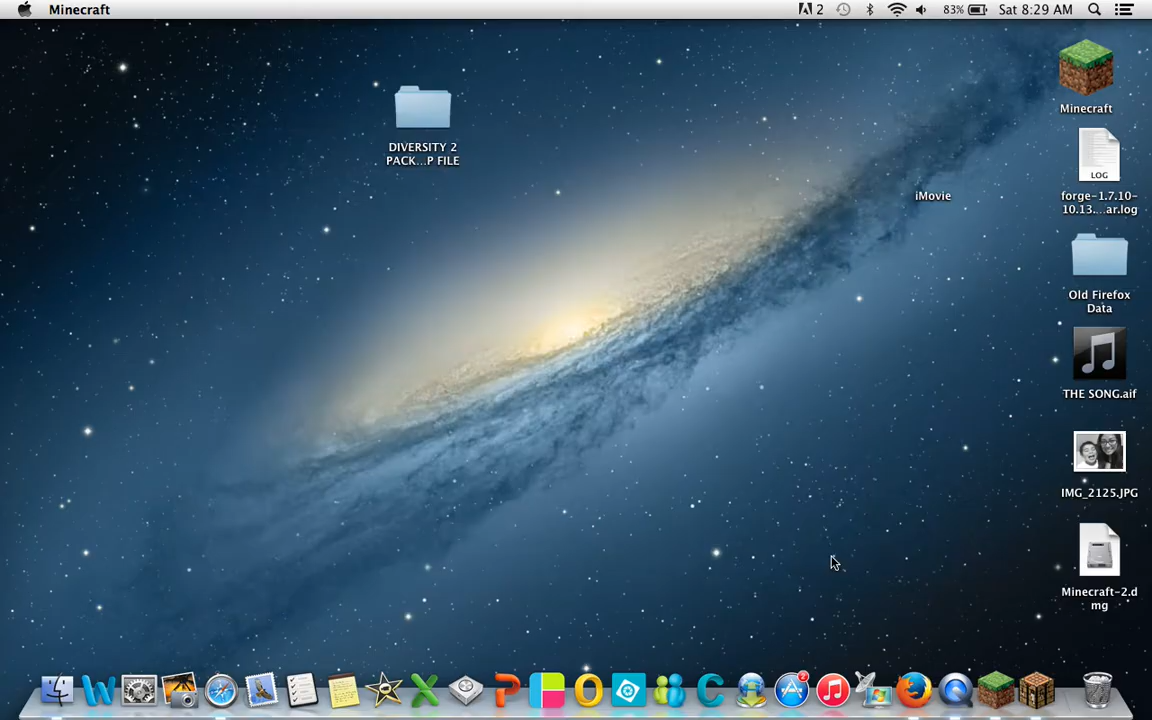 Minecraft
2
83%
Sat 8:29 AM
Minecraft
DIVERSITY 2
PACK...P FILE
iMovie
LOG
forge-1.7.10-
10.13....ar.log
Old Firefox
Data
THE SONG.aif
IMG_2125.JPG
Minecraft-2.d
mg
W
X
P
O
C
2